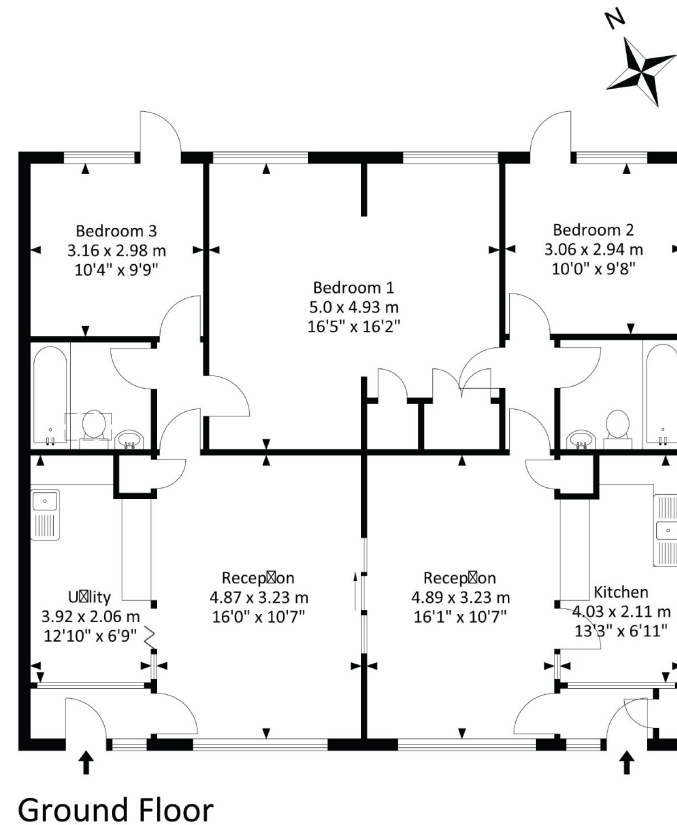 N
Bedroom 3
3.16 x 2.98 m
10'4" x 9'9"
Bedroom 2
3.06 x 2.94 m
10'0" x 9'8"
Bedroom 1
5.0 x 4.93 m
16'5" x 16'2"
Recep☒on
4.87 x 3.23 m
16'0" x 10'7"
Recep☒on
4.89 x 3.23 m
16'1" x 10'7"
U☒lity
3.92 x 2.06 m
12'10" x 6'9"
Kitchen
4.03 x 2.11 m
13'3" x 6'11"
Ground Floor